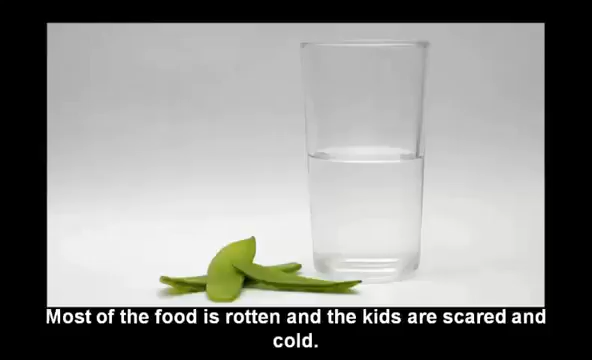 Most of the food is rotten and the kids are scared and
cold.